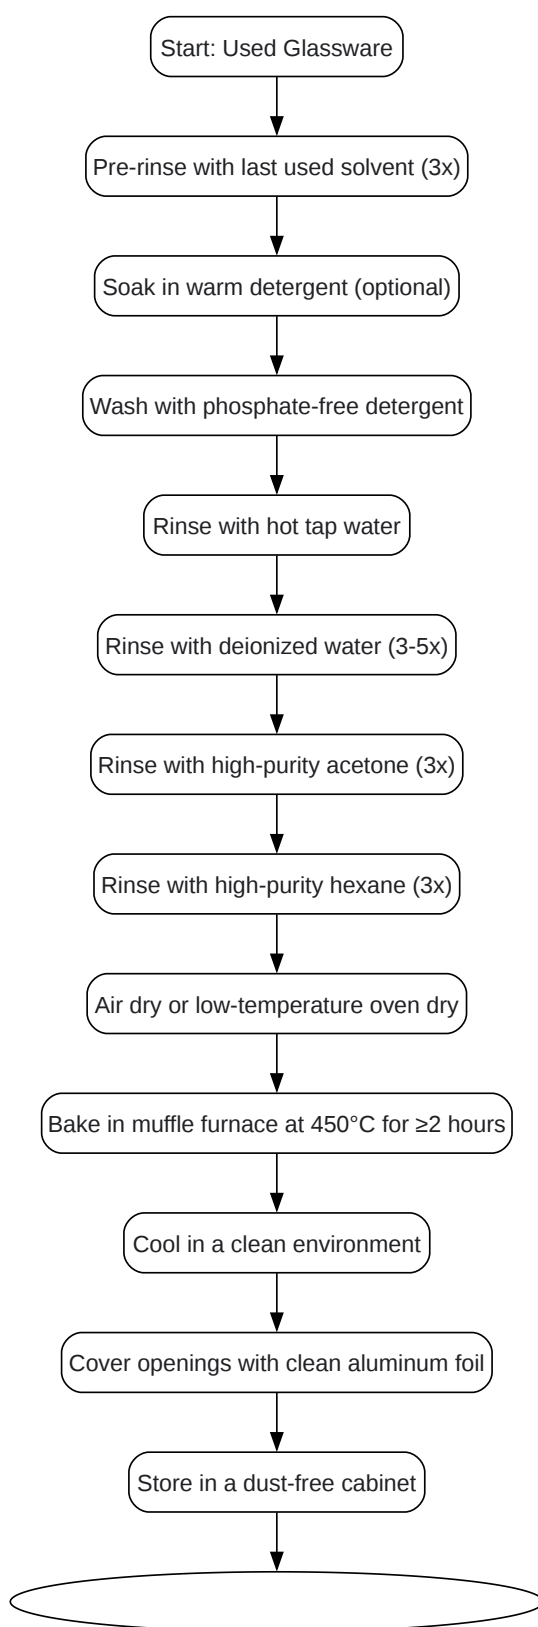 Start: Used Glassware
Pre-rinse with last used solvent (3x)
Soak in warm detergent (optional)
Wash with phosphate-free detergent
Rinse with hot tap water
Rinse with deionized water (3-5x)
Rinse with high-purity acetone (3x)
Rinse with high-purity hexane (3x)
Air dry or low-temperature oven dry
Bake in muffle furnace at 450°C for ≥2 hours
Cool in a clean environment
Cover openings with clean aluminum foil
Store in a dust-free cabinet